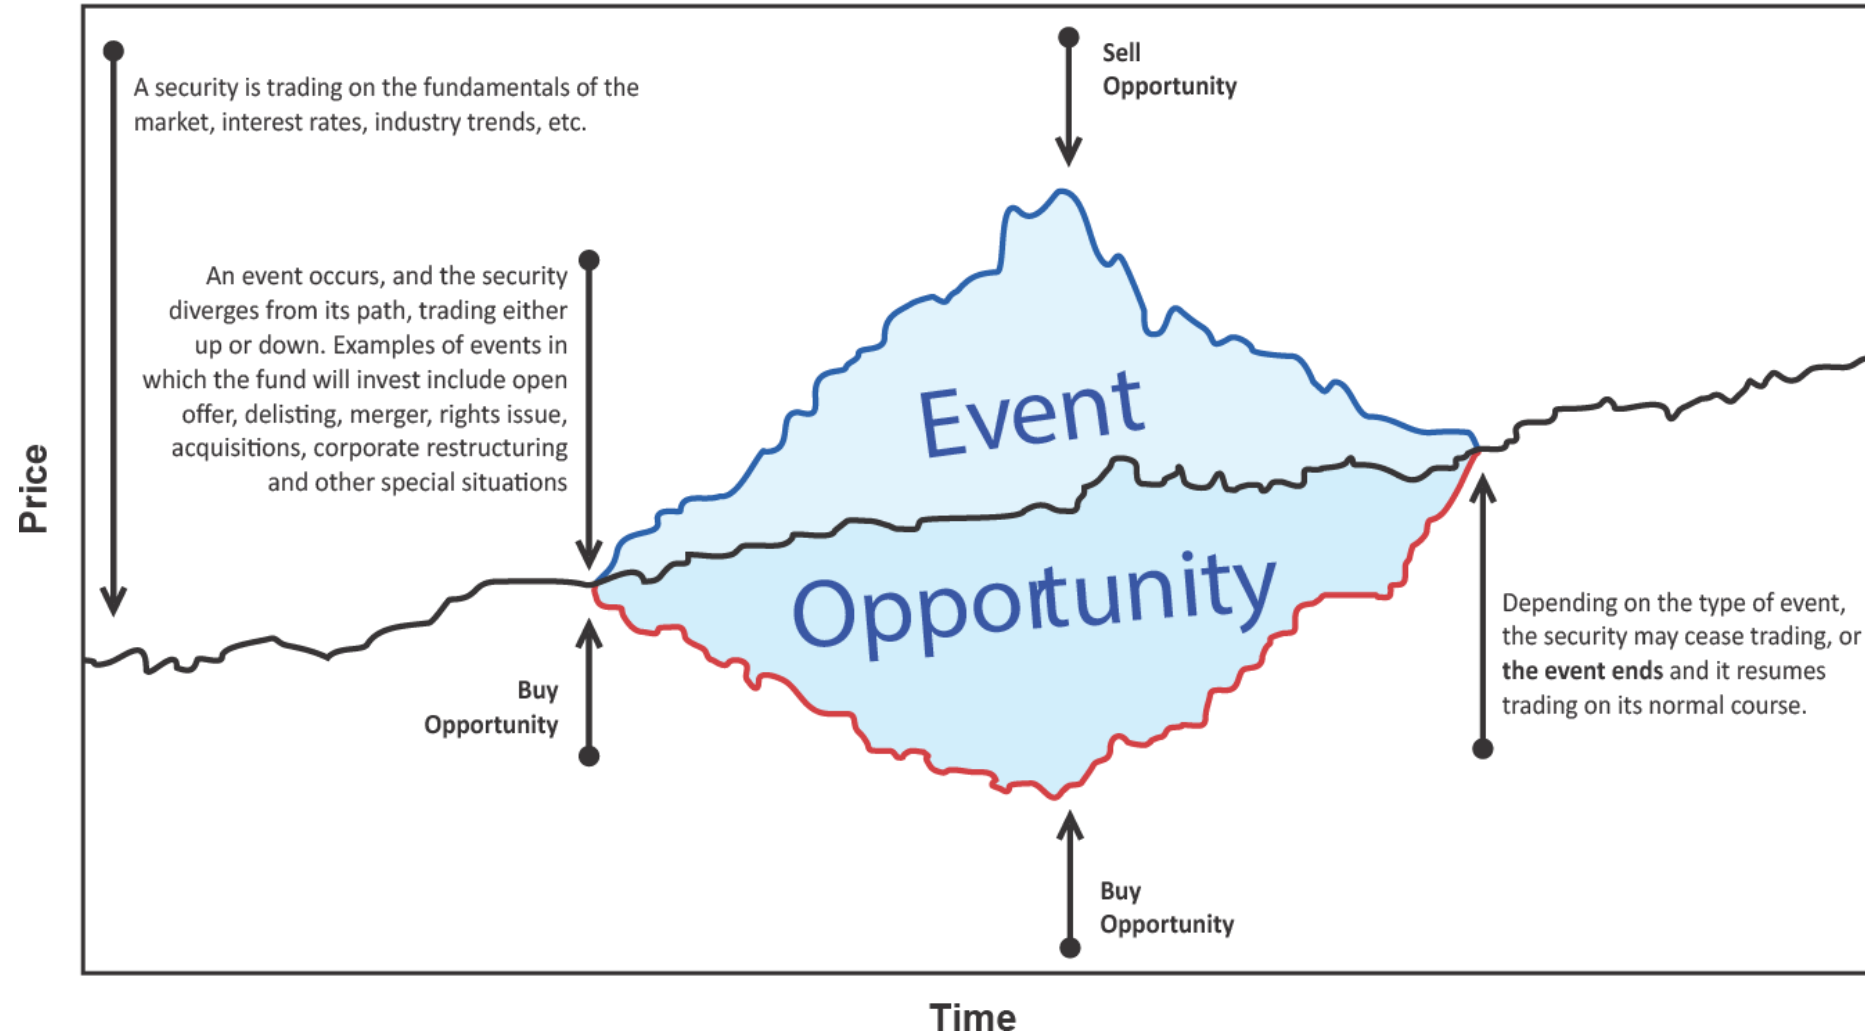 A security is trading on the fundamentals of the
market, interest rates, industry trends, etc.
Sell
Opportunity
An event occurs, and the security
diverges from its path, trading either
up or down. Examples of events in
which the fund will invest include open
offer, delisting, merger, rights issue,
acquisitions, corporate restructuring
and other special situations
Event
Opportunity
Price
Buy
Opportunity
Depending on the type of event,
the security may cease trading, or
the event ends and it resumes
trading on its normal course.
Buy
Opportunity
Time